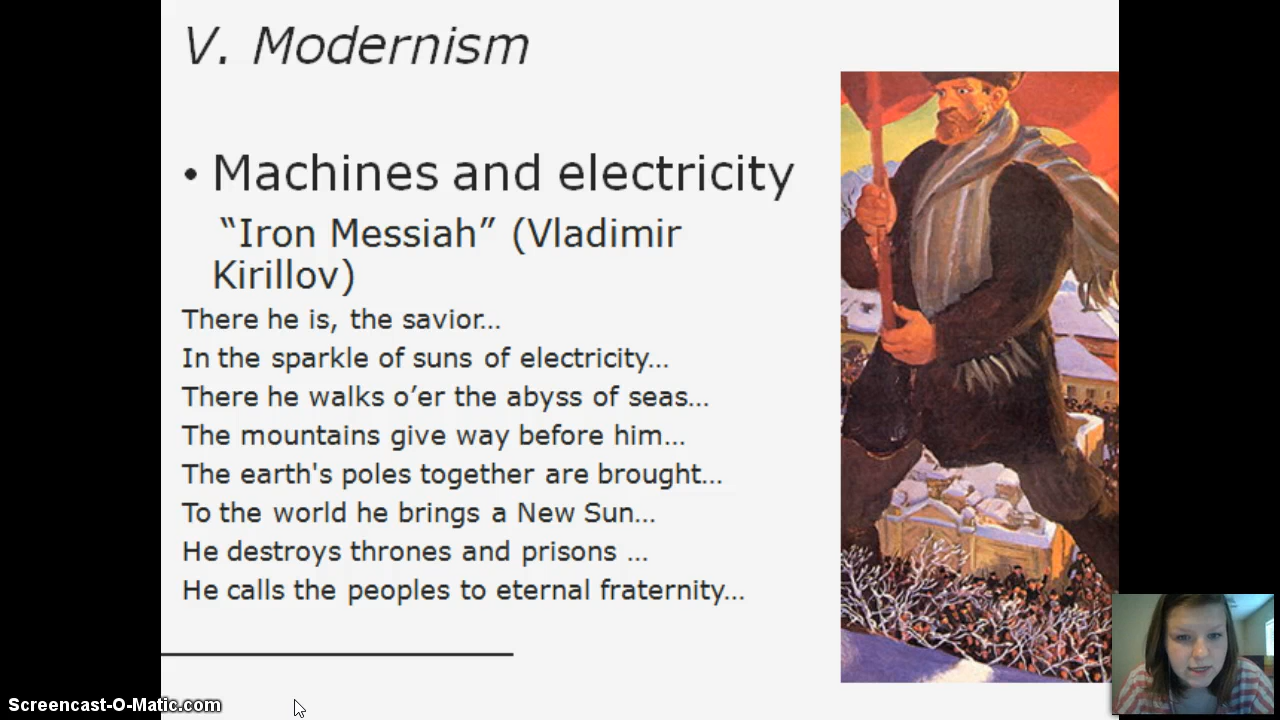 V. Modernism
• Machines and electricity
“Iron Messiah” (Vladimir
Kirillov)
There he is, the savior…
In the sparkle of suns of electricity…
There he walks o’er the abyss of seas…
The mountains give way before him…
The earth's poles together are brought…
To the world he brings a New Sun…
He destroys thrones and prisons …
He calls the peoples to eternal fraternity…
Screencast-O-Matic.com